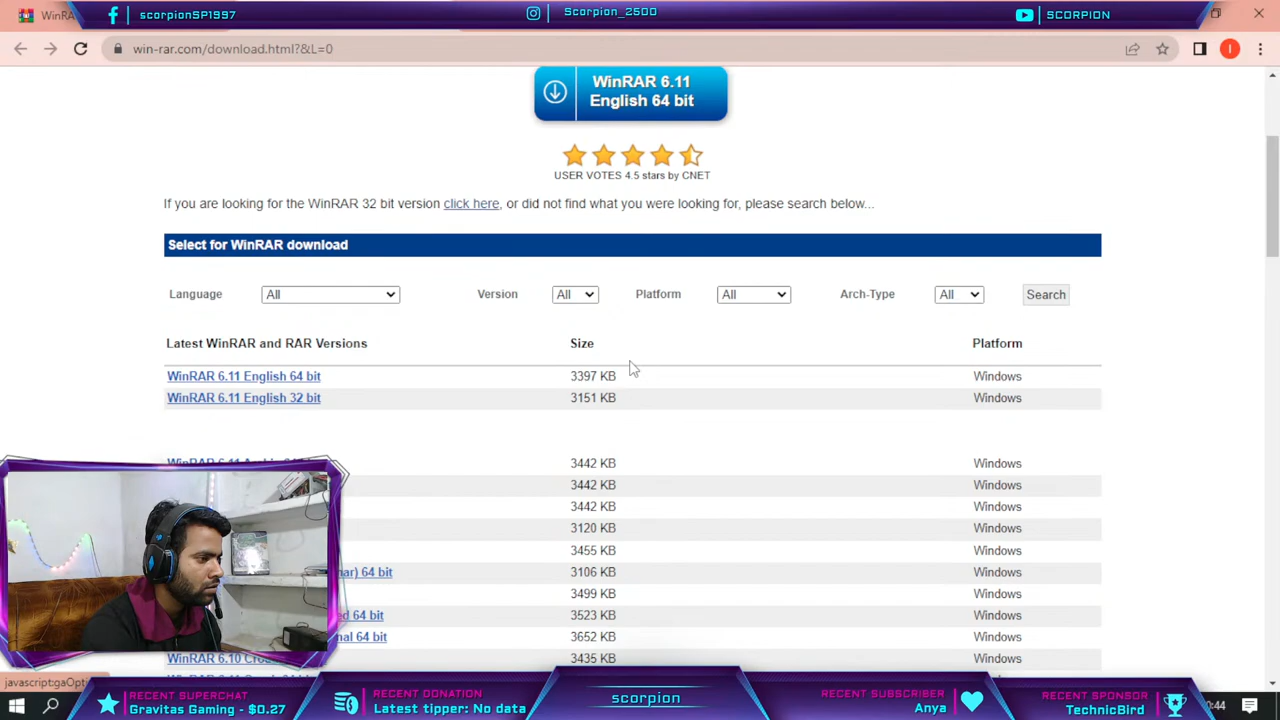 WinRA
scorpionSP1997
Scorpion_2500
SCORPION
win-rar.com/download.html?&L=0
WinRAR 6.11
English 64 bit
USER VOTES 4.5 stars by CNET
If you are looking for the WinRAR 32 bit version click here, or did not find what you were looking for, please search below...
Select for WinRAR download
Language All Version All Platform All Arch-Type All Search
Latest WinRAR and RAR Versions Size Platform
WinRAR 6.11 English 64 bit 3397 KB Windows
WinRAR 6.11 English 32 bit 3151 KB Windows
3442 KB Windows
3442 KB Windows
3442 KB Windows
3120 KB Windows
3455 KB Windows
ar) 64 bit 3106 KB Windows
3499 KB Windows
ed 64 bit 3523 KB Windows
nal 64 bit 3652 KB Windows
WinRAR 6.10 3435 KB Windows
javascript:gaOpti
RECENT SUPERCHAT
Gravitas Gaming - $0.27
RECENT DONATION
Latest tipper: No data
scorpion
RECENT SUBSCRIBER
Anya
RECENT SPONSOR
TechnicBird
0:44